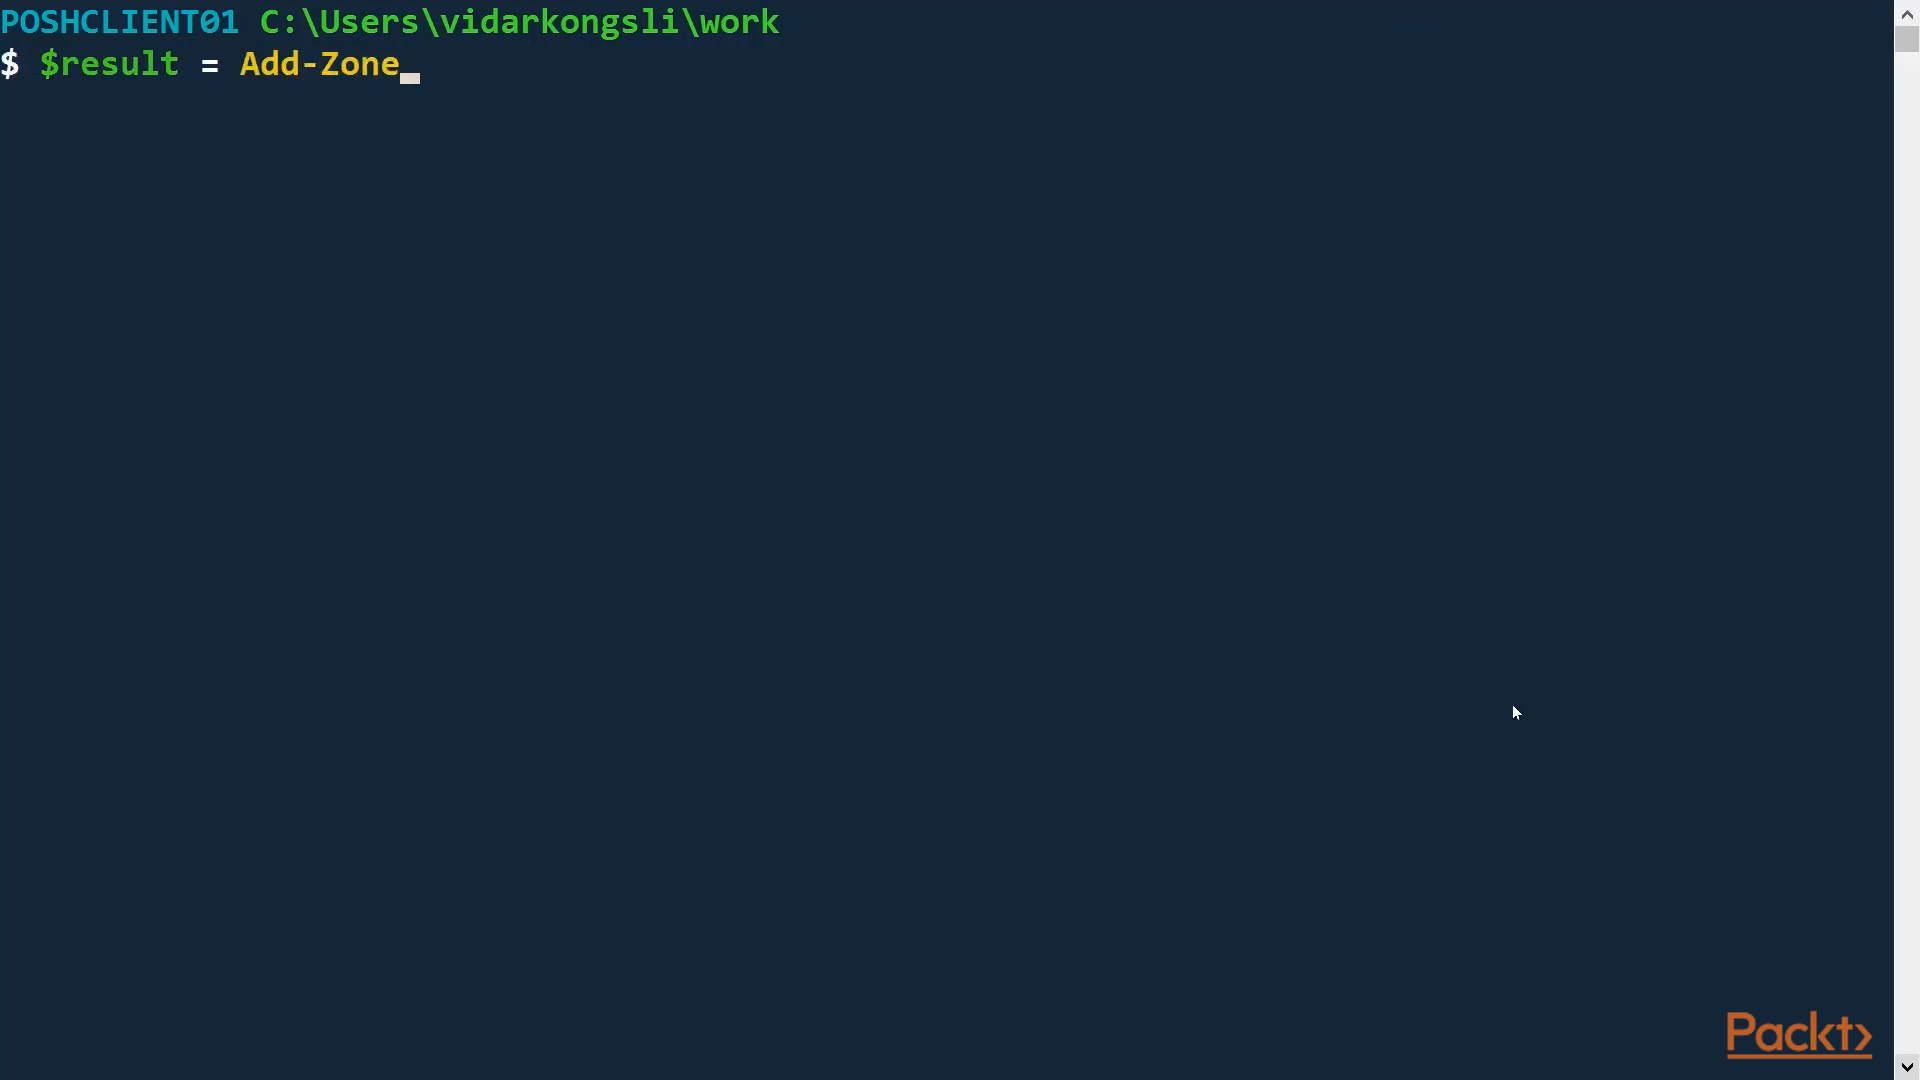 POSHCLIENT01 C:\Users\vidarkongsli\work
$ $result = Add-Zone
Packt>